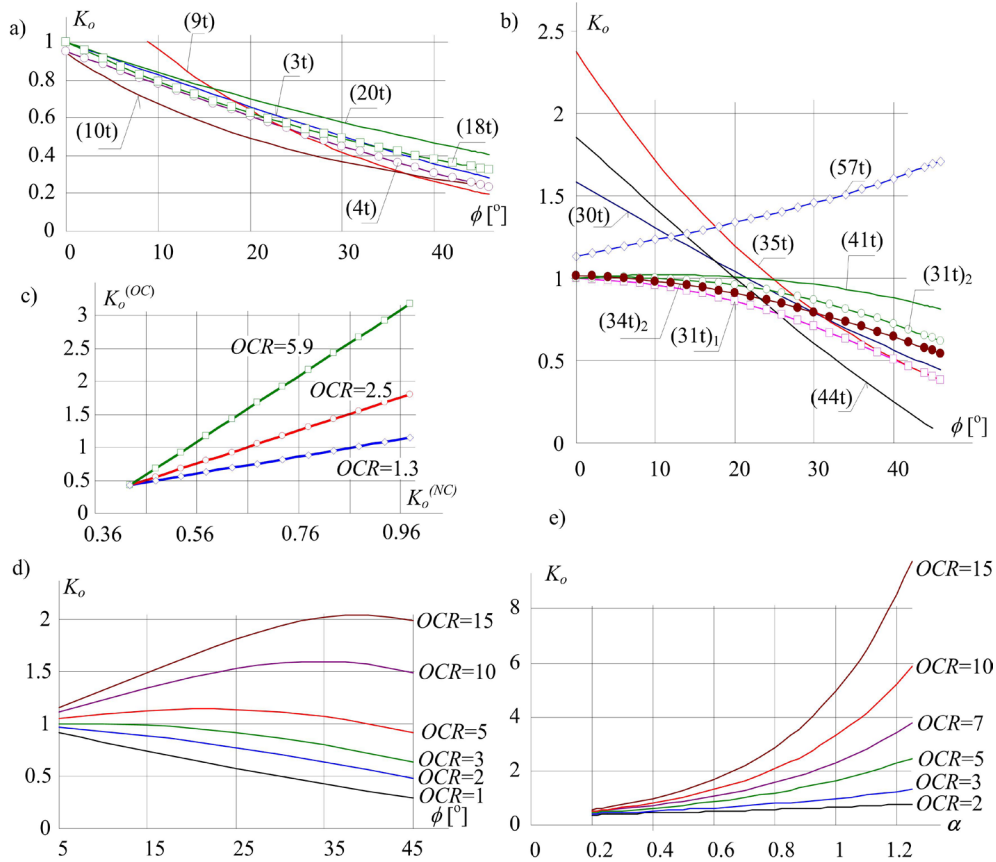 a)
K_o
(9t)
(3t)
(20t)
(18t)
(10t)
(4t)
1
0.8
0.6
0.4
0.2
0
ϕ [°]
0 10 20 30 40
b)
K_o
2.5
2
1.5
1
0.5
0
(57t)
(30t)
(35t)
(41t)
(31t)₂
(34t)₂
(31t)₁
(44t)
ϕ [°]
0 10 20 30 40
c)
K_o^(OC)
3
2.5
2
1.5
1
0.5
0
OCR=5.9
OCR=2.5
OCR=1.3
K_o^(NC)
0.36 0.56 0.76 0.96
d)
K_o
2
1.5
1
0.5
0
OCR=15
OCR=10
OCR=5
OCR=3
OCR=2
OCR=1
ϕ [°]
5 15 25 35 45
e)
K_o
8
6
4
2
0
OCR=15
OCR=10
OCR=7
OCR=5
OCR=3
OCR=2
0 0.2 0.4 0.6 0.8 1 1.2 α